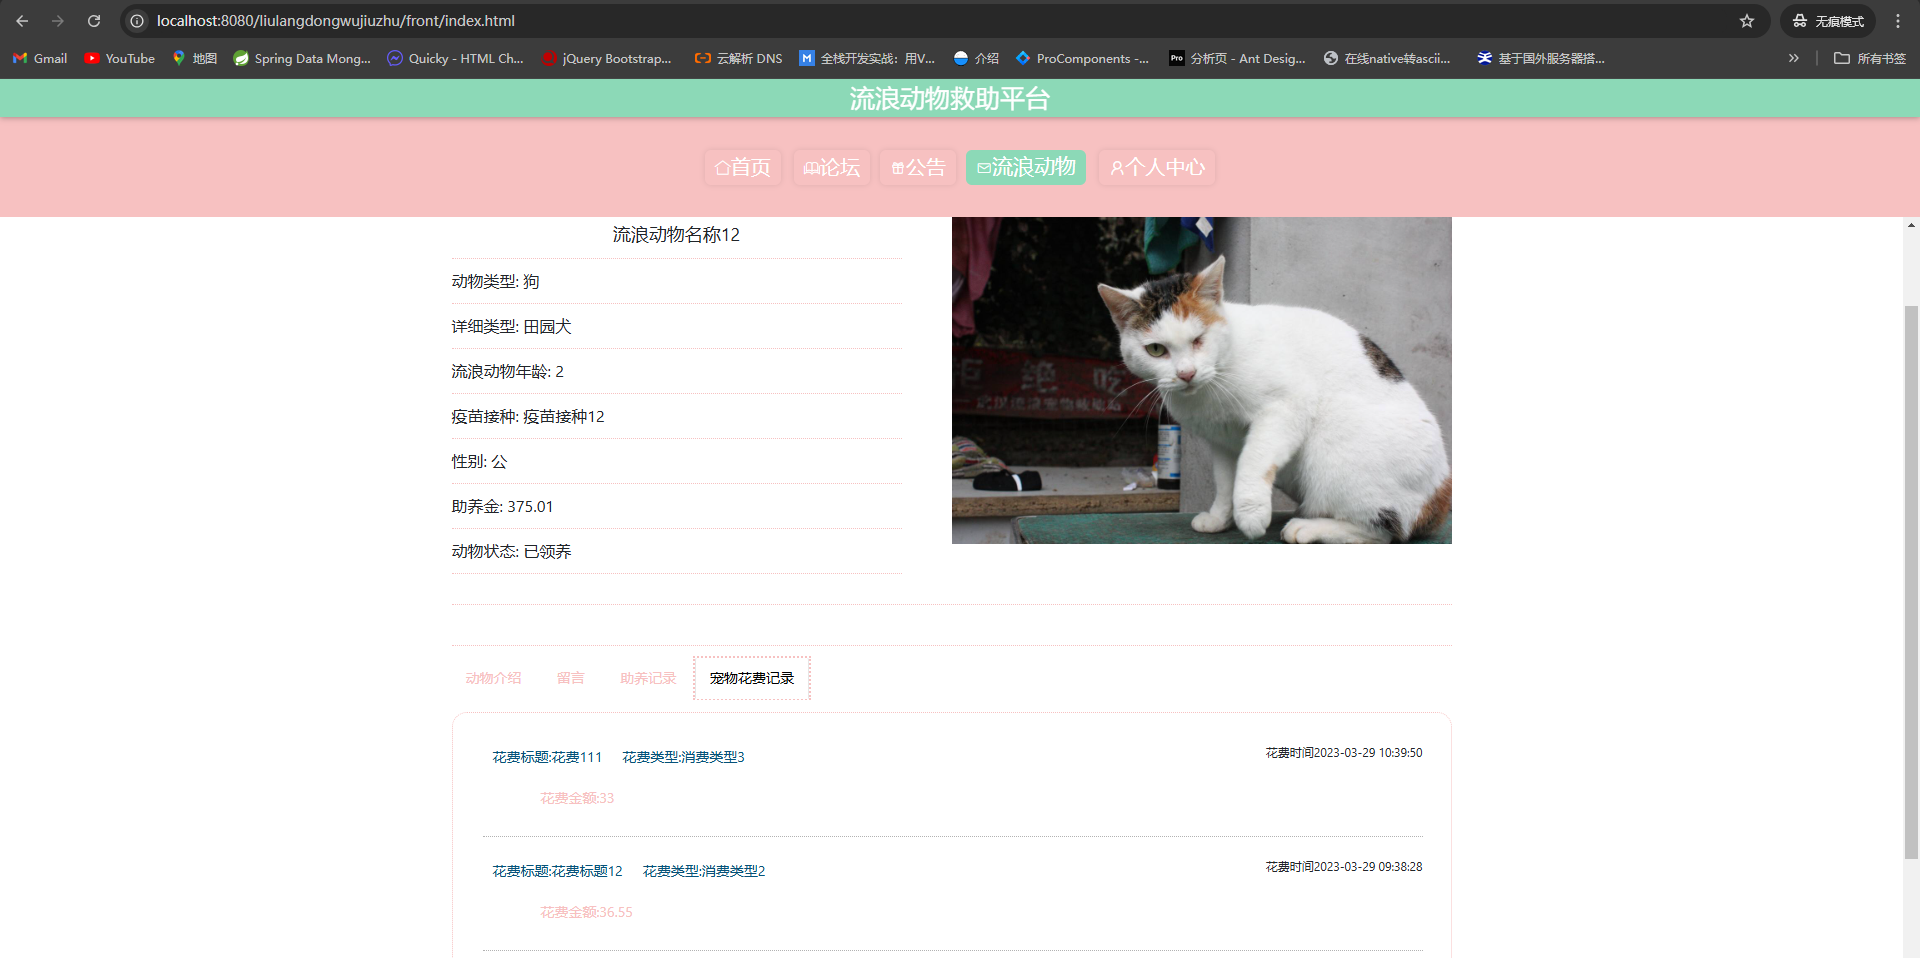 localhost:8080/liulangdongwujiuzhu/front/index.html
无痕模式
Gmail YouTube 地图 Spring Data Mong... Quicky - HTML Ch... jQuery Bootstrap... 云解析 DNS 全栈开发实战：用V... 介绍 ProComponents -... Pro 分析页 - Ant Desig... 在线native转ascii... 基于国外服务器搭... 所有书签
流浪动物救助平台
首页 论坛 公告 流浪动物 个人中心
流浪动物名称12
动物类型: 狗
详细类型: 田园犬
流浪动物年龄: 2
疫苗接种: 疫苗接种12
性别: 公
助养金: 375.01
动物状态: 已领养
动物介绍 留言 助养记录 宠物花费记录
花费标题:花费111 花费类型:消费类型3 花费时间2023-03-29 10:39:50
花费金额:33
花费标题:花费标题12 花费类型:消费类型2 花费时间2023-03-29 09:38:28
花费金额:36.55